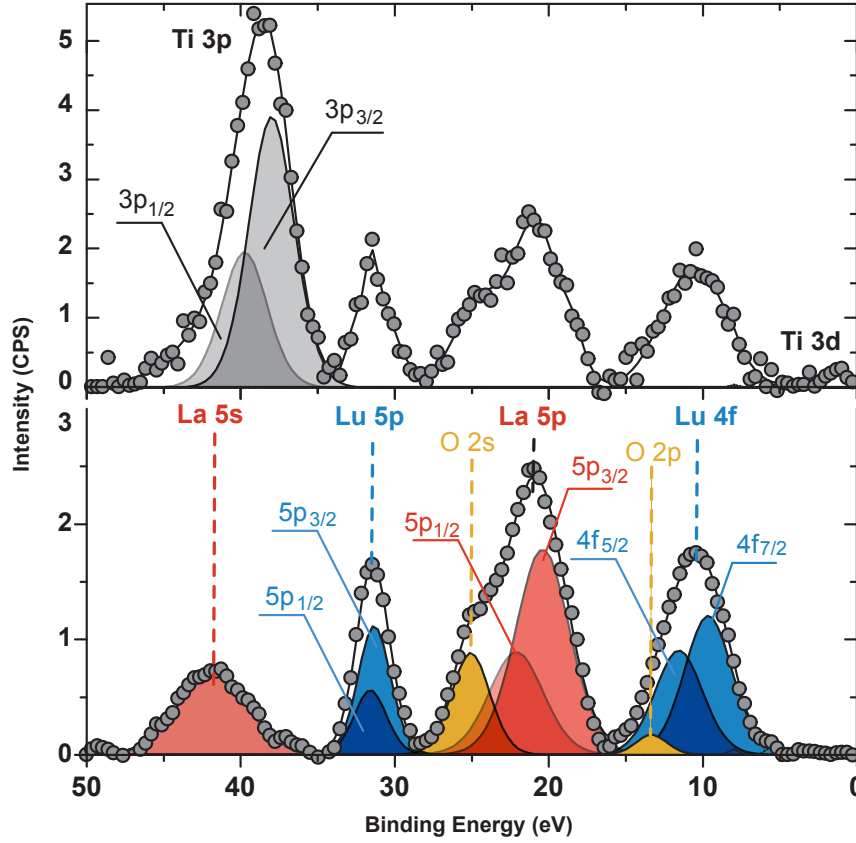 5
Ti 3p
4
3p3/2
3
3p1/2
2
1
Ti 3d
0
Intensity (CPS)
3
La 5s
Lu 5p
La 5p
Lu 4f
O 2s
O 2p
5p3/2
5p3/2
2
5p1/2
4f5/2
4f7/2
5p1/2
1
0
50
40
30
20
10
0
Binding Energy (eV)